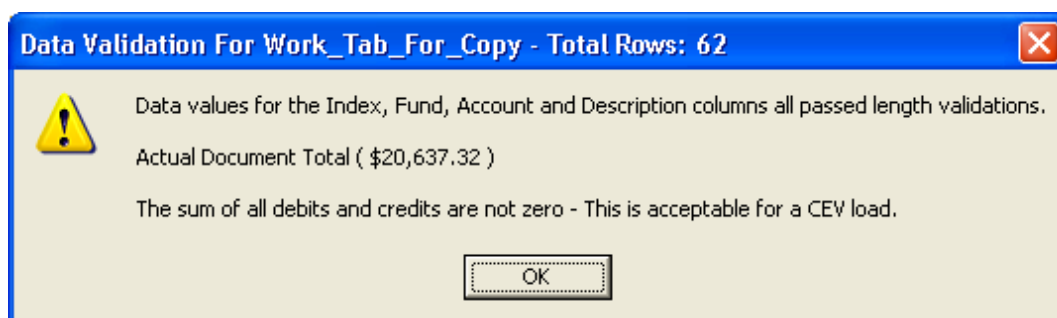 Data Validation For Work_Tab_For_Copy - Total Rows: 62
Data values for the Index, Fund, Account and Description columns all passed length validations.
Actual Document Total ( $20,637.32 )
The sum of all debits and credits are not zero - This is acceptable for a CEV load.
OK